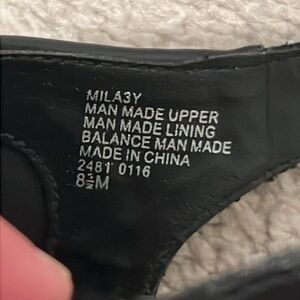 MILA3Y
MAN MADE UPPER
MAN MADE LINING
BALANCE MAN MADE
MADE IN CHINA
2481 0116
8½M